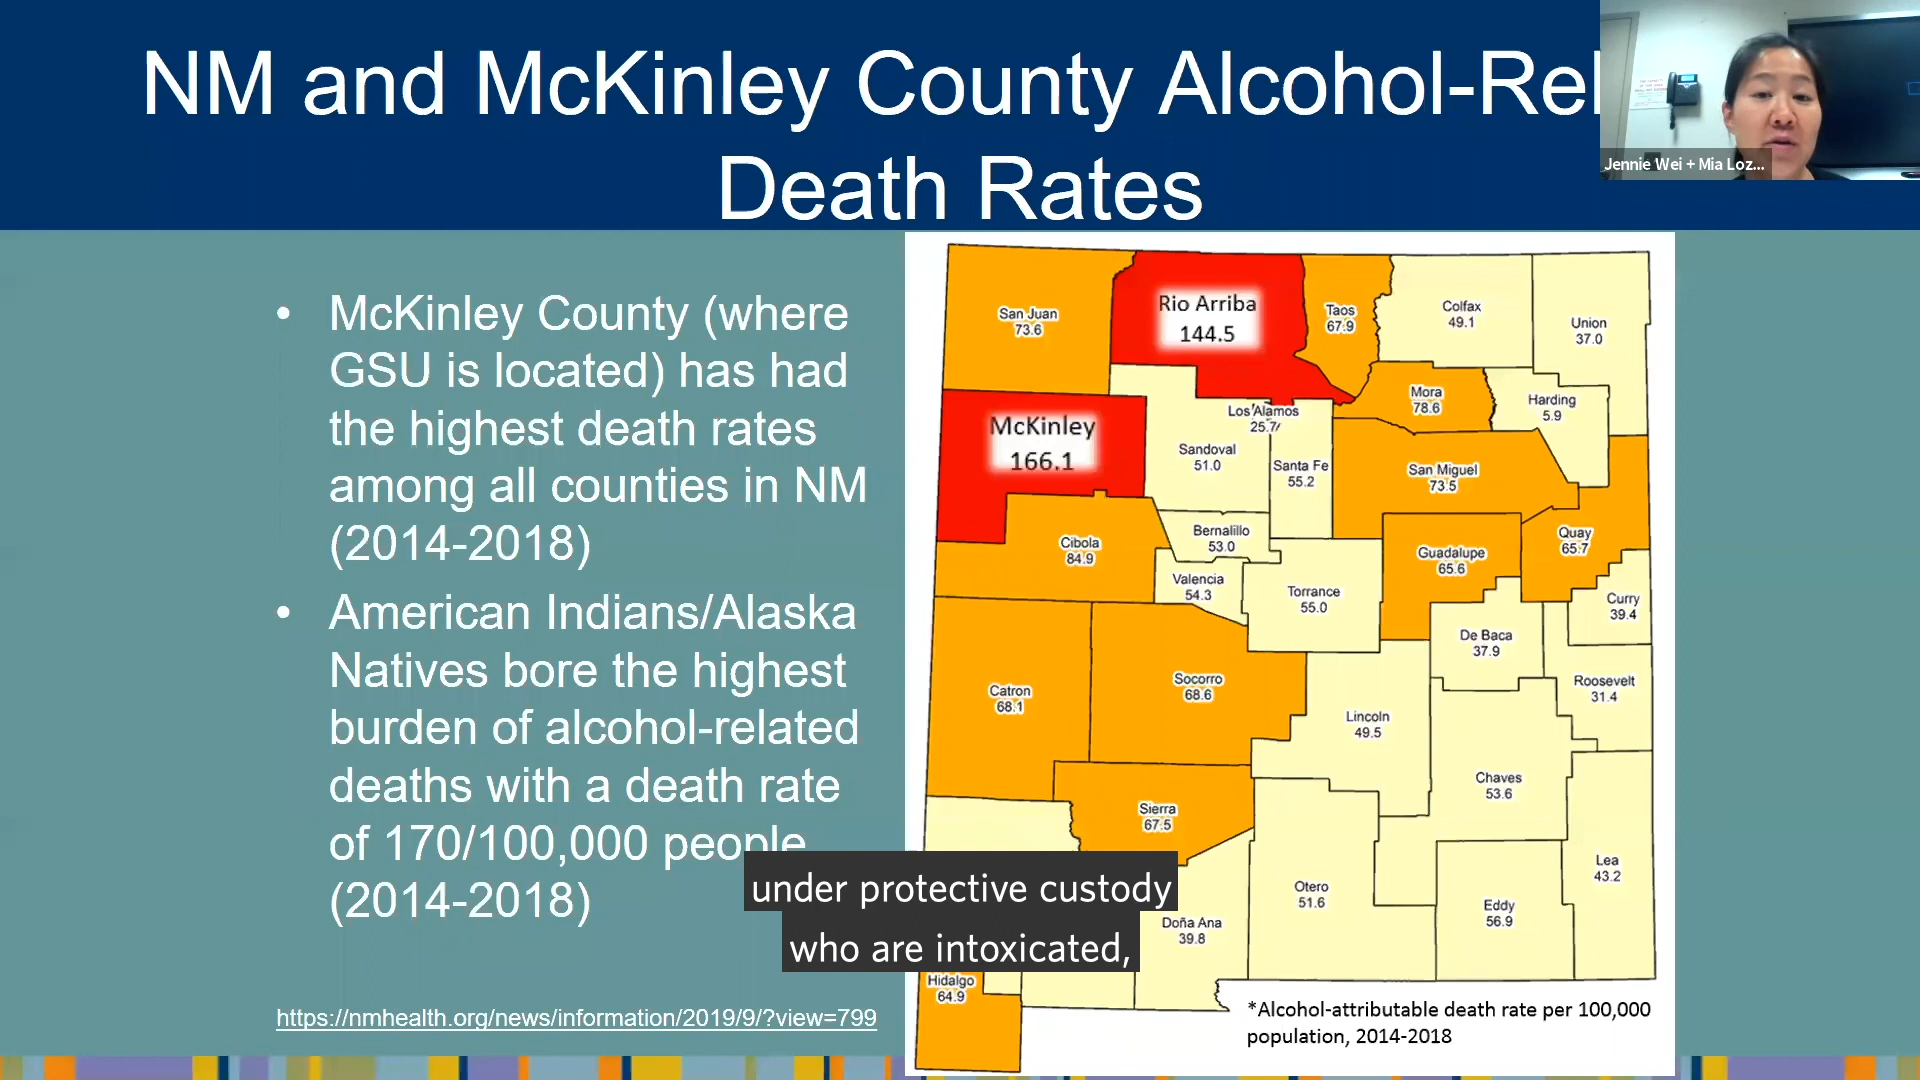 NM and McKinley County Alcohol-Rel
Death Rates
Jennie Wei + Mia Loz...
• McKinley County (where
GSU is located) has had
the highest death rates
among all counties in NM
(2014-2018)
• American Indians/Alaska
Natives bore the highest
burden of alcohol-related
deaths with a death rate
of 170/100,000 people
(2014-2018)
https://nmhealth.org/news/information/2019/9/?view=799
San Juan
73.6
Rio Arriba
144.5
Taos
67.9
Colfax
49.1
Union
37.0
McKinley
166.1
Los Alamos
25.7
Mora
78.6
Harding
5.9
Sandoval
51.0
Santa Fe
55.2
San Miguel
73.5
Cibola
84.9
Bernalillo
53.0
Valencia
54.3
Torrance
55.0
Guadalupe
65.6
Quay
65.7
Curry
39.4
De Baca
37.9
Roosevelt
31.4
Catron
68.1
Socorro
68.6
Lincoln
49.5
Chaves
53.6
Sierra
67.5
Otero
51.6
Lea
43.2
Eddy
56.9
Doña Ana
39.8
Hidalgo
64.9
*Alcohol-attributable death rate per 100,000
population, 2014-2018
under protective custody
who are intoxicated,